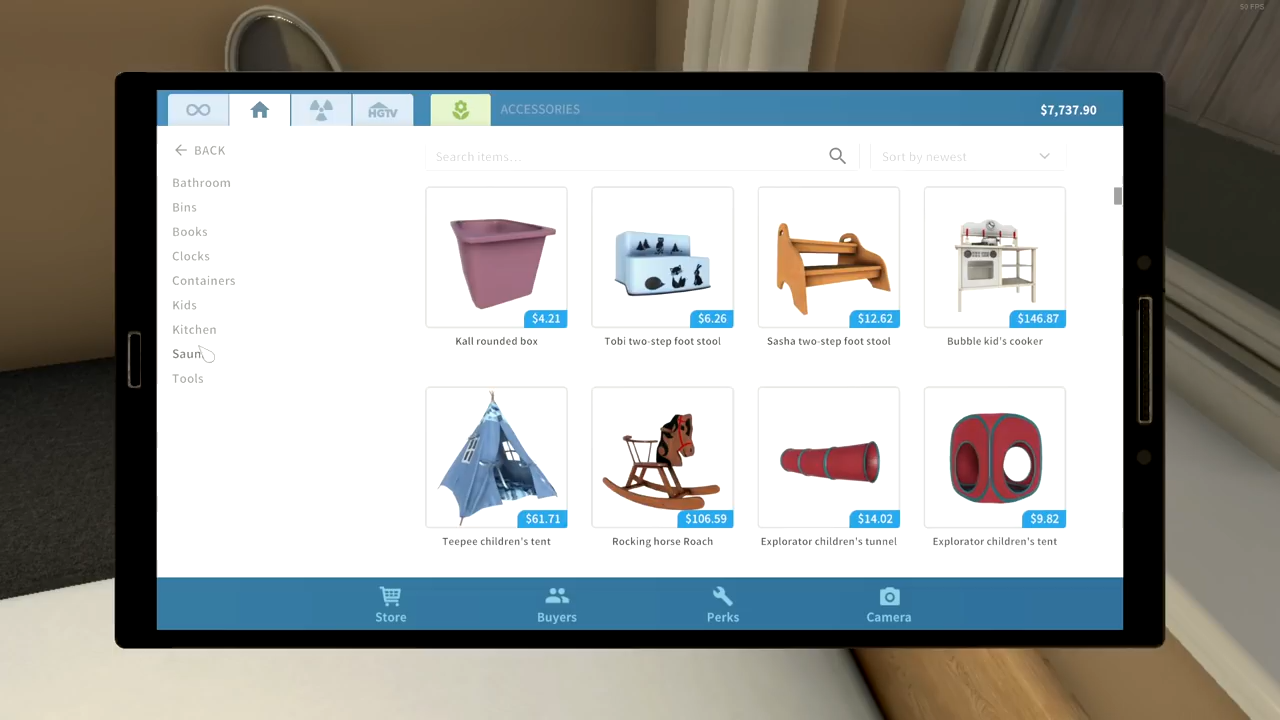 53 FPS
HGTV
ACCESSORIES
$7,737.90
BACK
Search items...
Sort by newest
Bathroom
Bins
Books
Clocks
Containers
Kids
Kitchen
Saun
Tools
$4.21
$6.26
$12.62
$146.87
Kall rounded box
Tobi two-step foot stool
Sasha two-step foot stool
Bubble kid's cooker
$61.71
$106.59
$14.02
$9.82
Teepee children's tent
Rocking horse Roach
Explorator children's tunnel
Explorator children's tent
Store
Buyers
Perks
Camera